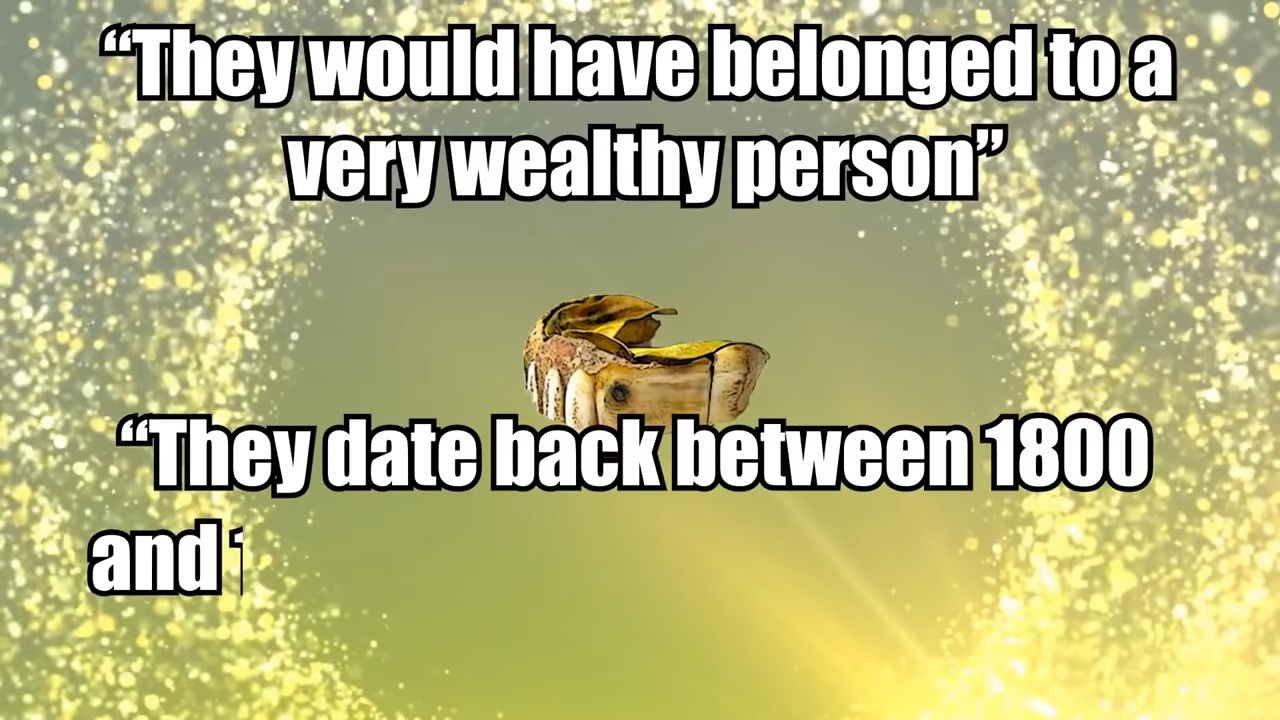 “They would have belonged to a
very wealthy person”
“They date back between 1800
and